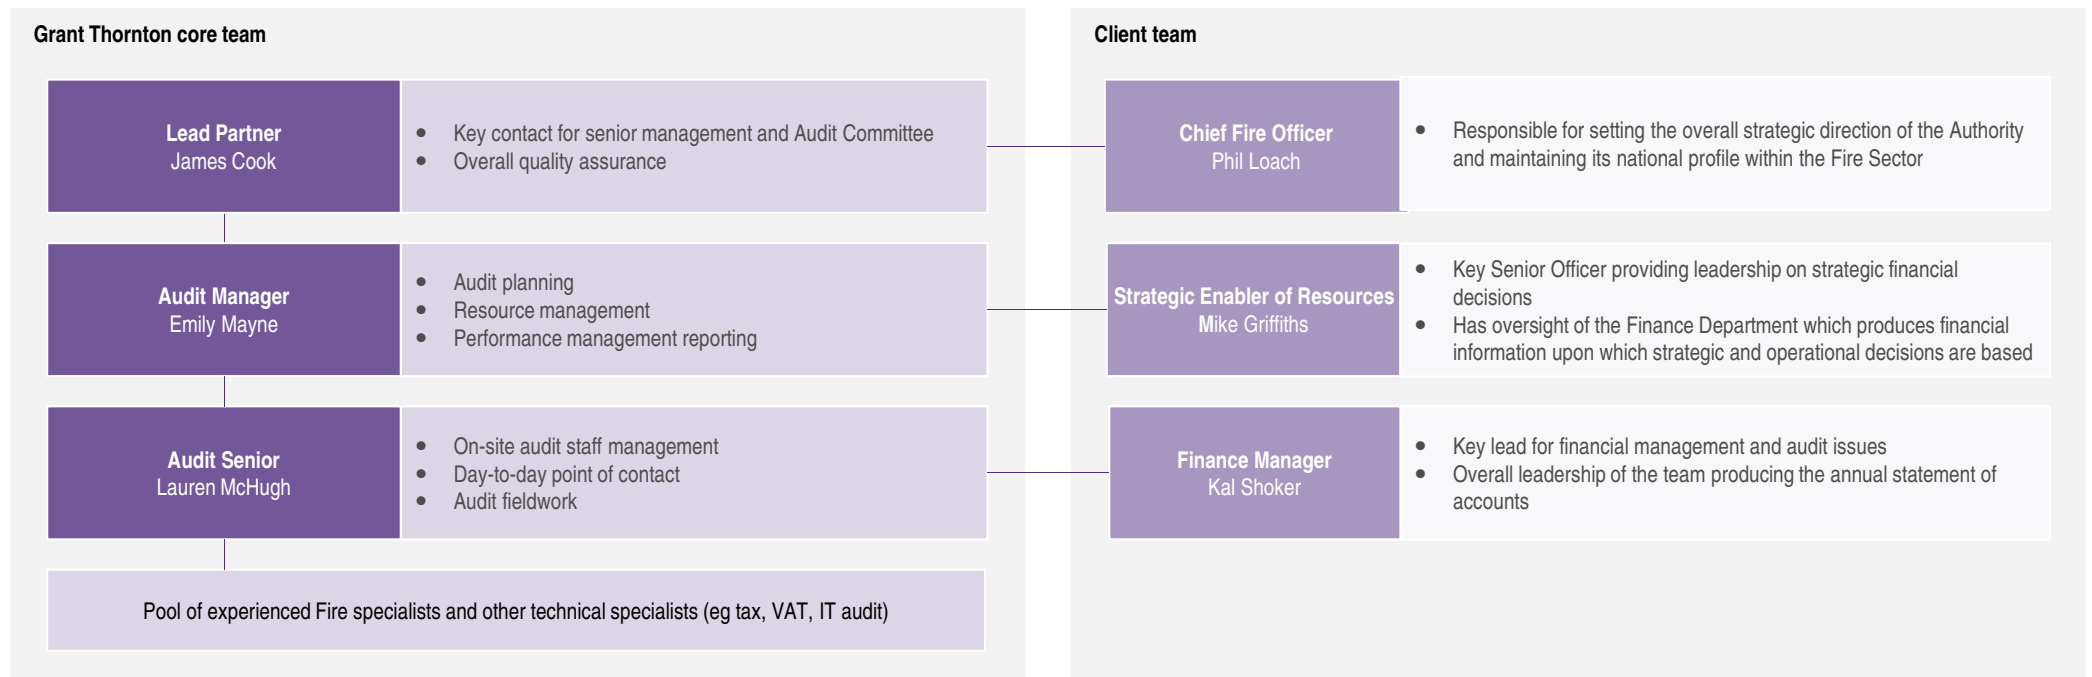 Grant Thornton core team
Lead Partner
James Cook
• Key contact for senior management and Audit Committee
• Overall quality assurance
Audit Manager
Emily Mayne
• Audit planning
• Resource management
• Performance management reporting
Audit Senior
Lauren McHugh
• On-site audit staff management
• Day-to-day point of contact
• Audit fieldwork
Pool of experienced Fire specialists and other technical specialists (eg tax, VAT, IT audit)
Client team
Chief Fire Officer
Phil Loach
• Responsible for setting the overall strategic direction of the Authority
and maintaining its national profile within the Fire Sector
Strategic Enabler of Resources
Mike Griffiths
• Key Senior Officer providing leadership on strategic financial
decisions
• Has oversight of the Finance Department which produces financial
information upon which strategic and operational decisions are based
Finance Manager
Kal Shoker
• Key lead for financial management and audit issues
• Overall leadership of the team producing the annual statement of
accounts